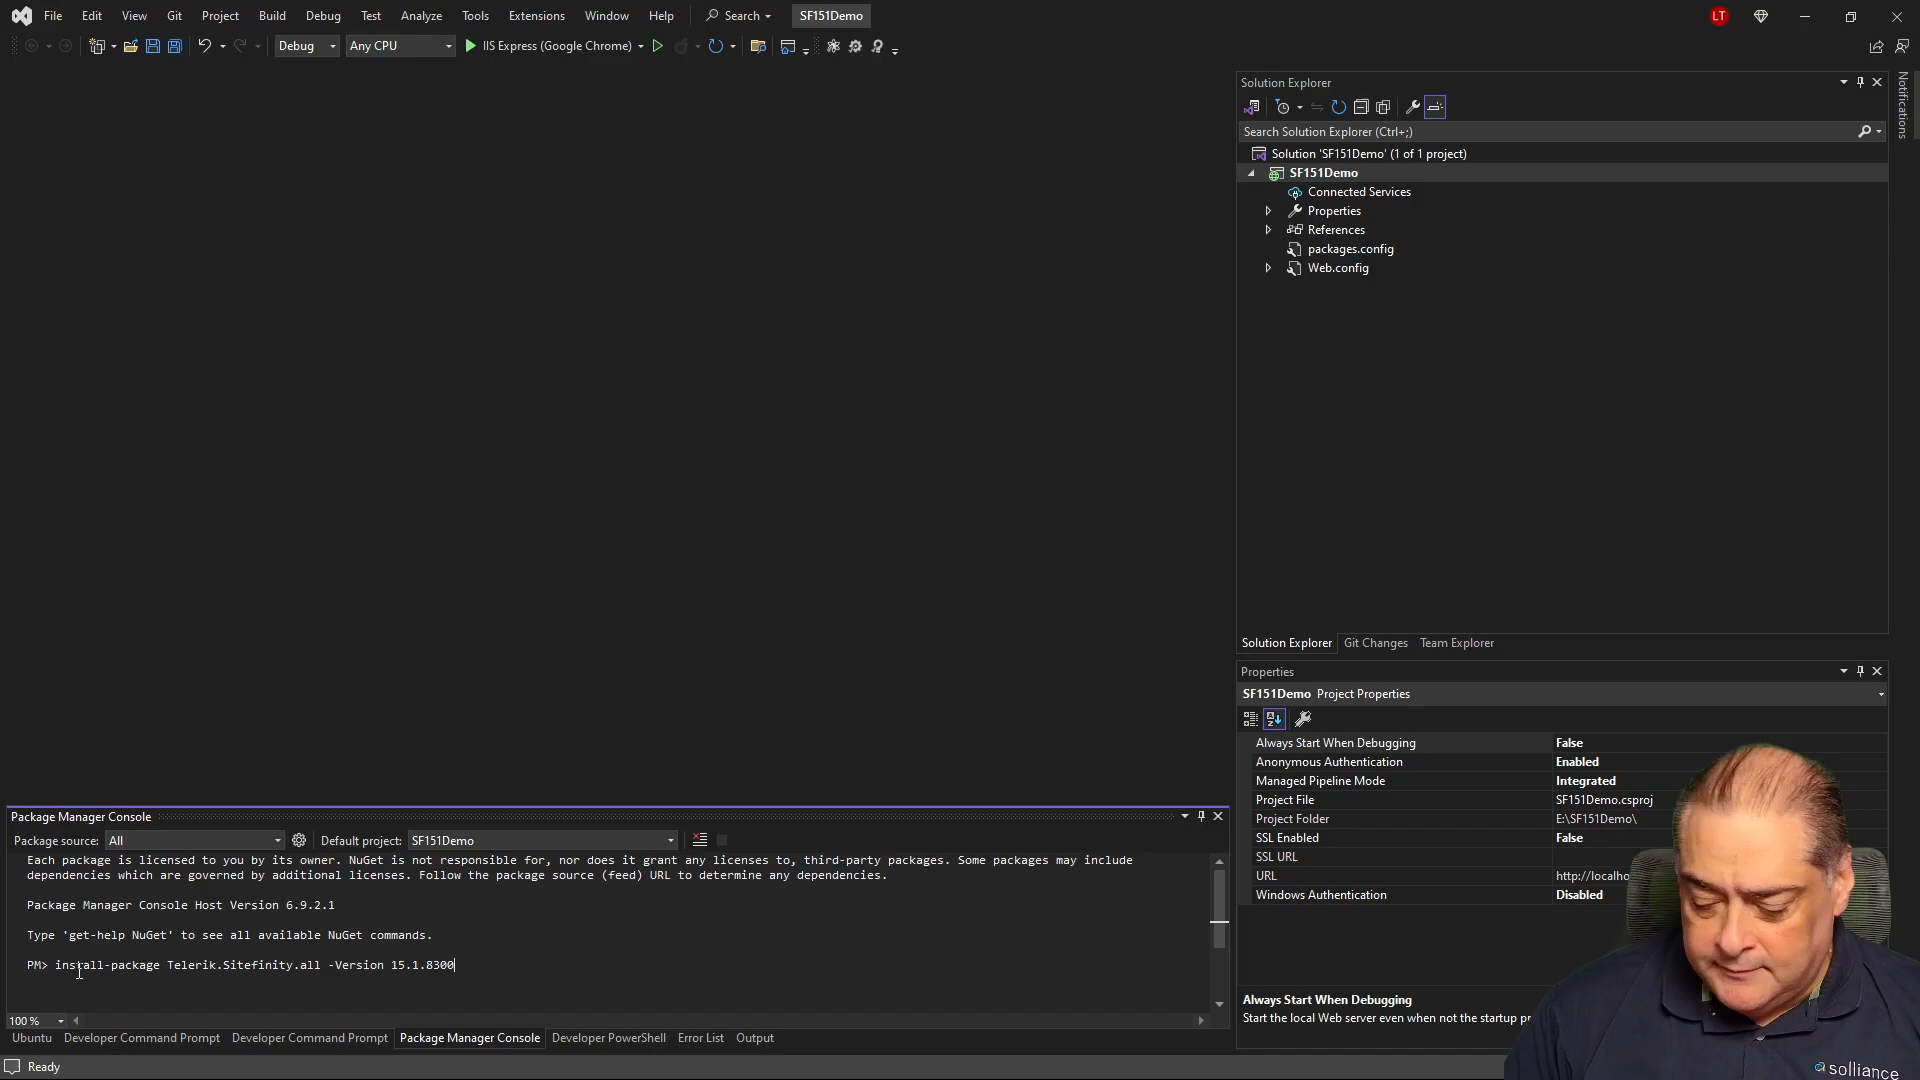 File Edit View Git Project Build Debug Test Analyze Tools Extensions Window Help Search SF151Demo LT
Debug Any CPU IIS Express (Google Chrome)
Notifications
Solution Explorer
Search Solution Explorer (Ctrl+;)
Solution 'SF151Demo' (1 of 1 project)
SF151Demo
Connected Services
Properties
References
packages.config
Web.config
Solution Explorer Git Changes Team Explorer
Properties
SF151Demo Project Properties
Always Start When Debugging False
Anonymous Authentication Enabled
Managed Pipeline Mode Integrated
Project File SF151Demo.csproj
Project Folder E:\SF151Demo\
SSL Enabled False
SSL URL
URL http://localho
Windows Authentication Disabled
Always Start When Debugging
Start the local Web server even when not the startup pr
Package Manager Console
Package source: All Default project: SF151Demo
Each package is licensed to you by its owner. NuGet is not responsible for, nor does it grant any licenses to, third-party packages. Some packages may include
dependencies which are governed by additional licenses. Follow the package source (feed) URL to determine any dependencies.
Package Manager Console Host Version 6.9.2.1
Type 'get-help NuGet' to see all available NuGet commands.
PM> install-package Telerik.Sitefinity.all -Version 15.1.8300
100 %
Ubuntu Developer Command Prompt Developer Command Prompt Package Manager Console Developer PowerShell Error List Output
Ready
solliance